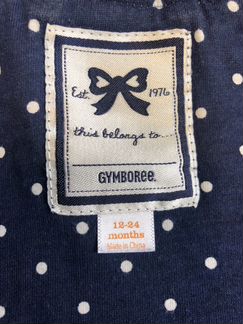 Est. 1976
this belongs to...
GYMBOREE.
12-24
months
Made in China